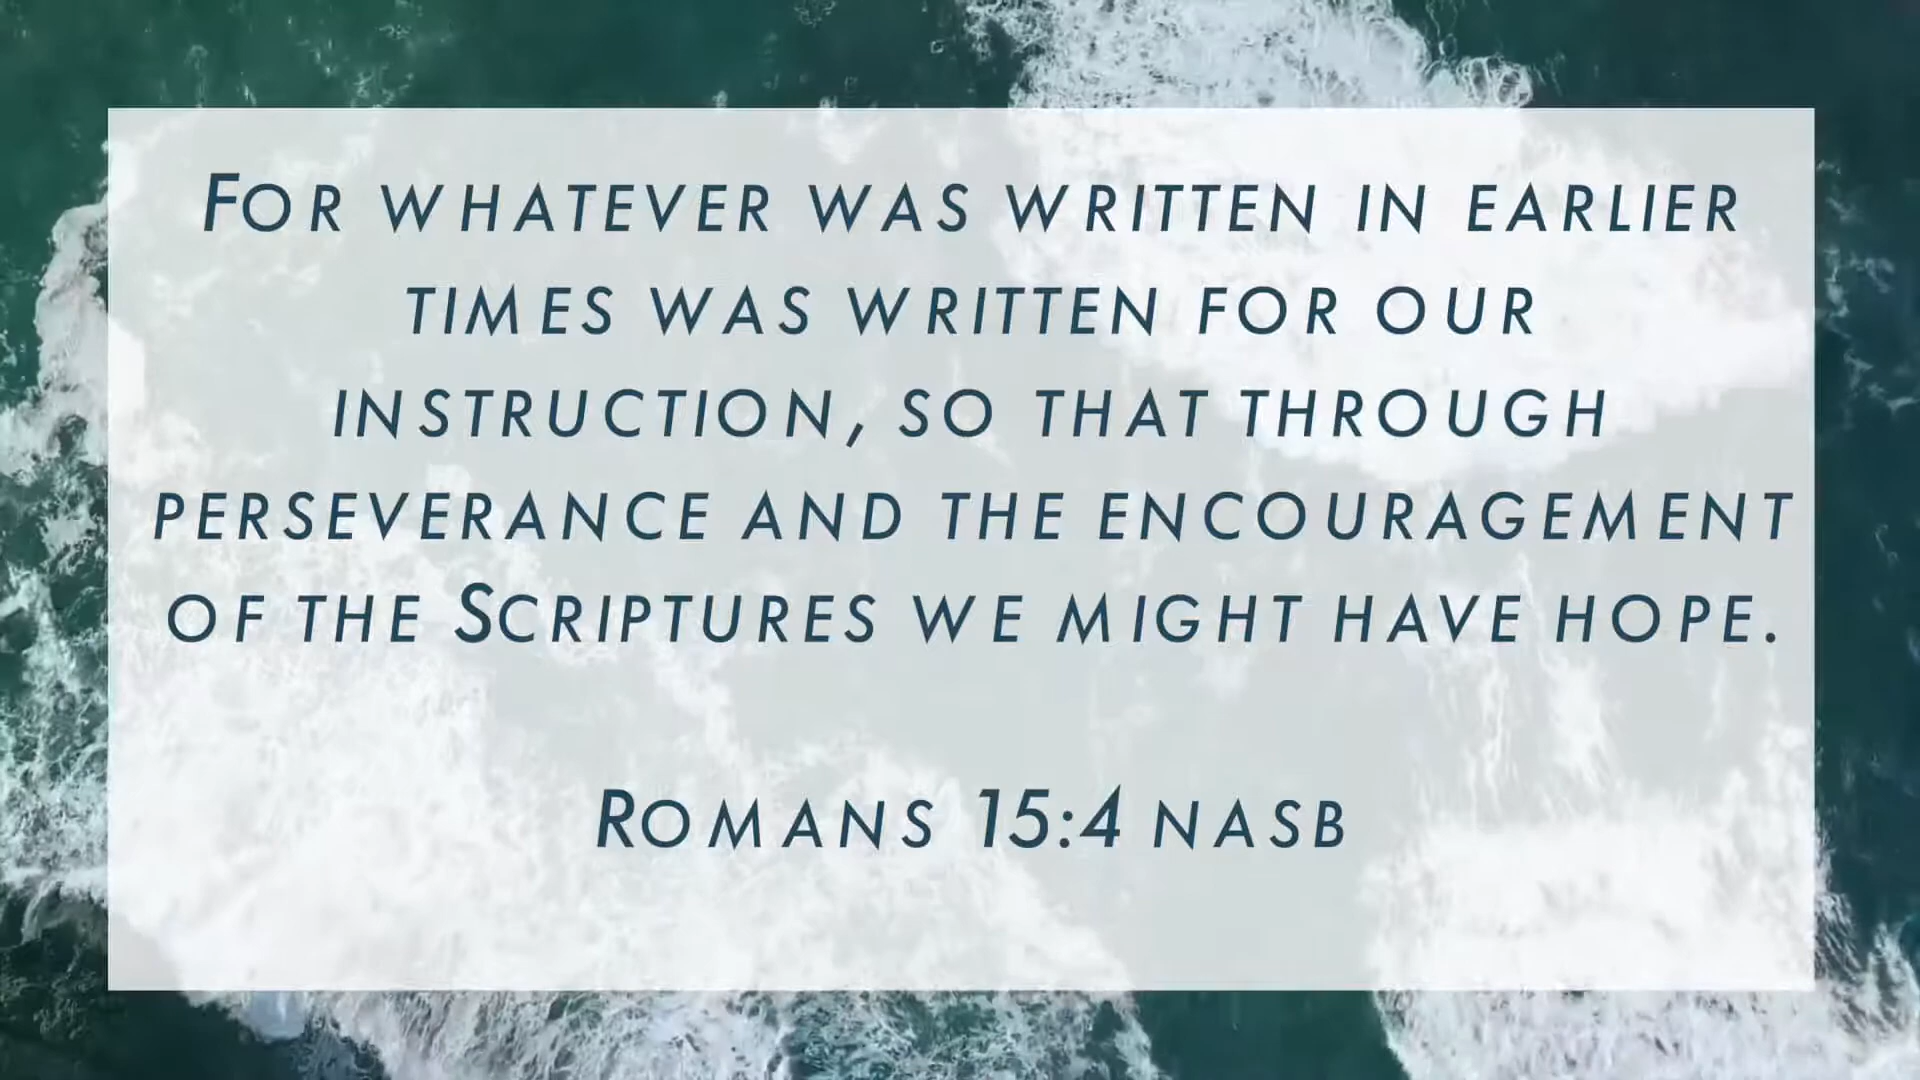 For whatever was written in earlier
times was written for our
instruction, so that through
perseverance and the encouragement
of the Scriptures we might have hope.
Romans 15:4 nasb